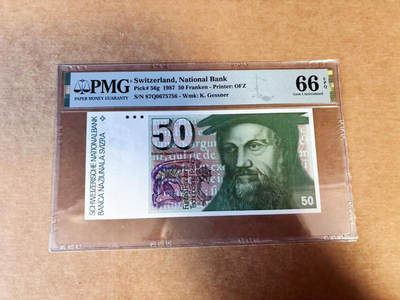 PMG
PAPER MONEY GUARANTY
Switzerland, National Bank
Pick# 56g 1987 50 Franken - Printer: OFZ
S/N 87Q0675756 - Wmk: K. Gessner
66 EPQ
Gem Uncirculated
SCHWEIZERISCHE NATIONALBANK
BANCA NAZIUNALA SVIZRA
50
50